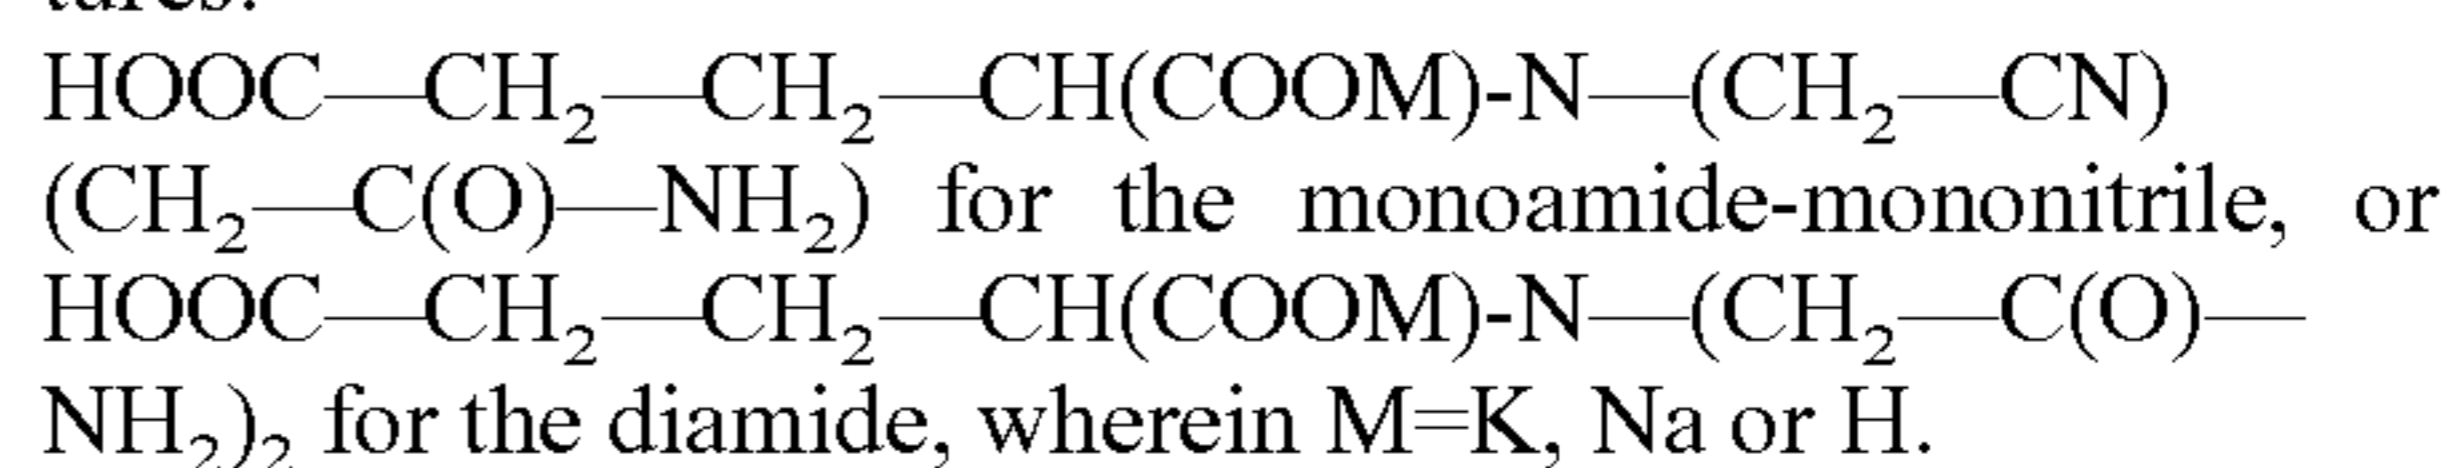 tures:
HOOC—CH₂—CH₂—CH(COOM)-N—(CH₂—CN)
(CH₂—C(O)—NH₂) for the monoamide-mononitrile, or
HOOC—CH₂—CH₂—CH(COOM)-N—(CH₂—C(O)—
NH₂)₂ for the diamide, wherein M=K, Na or H.